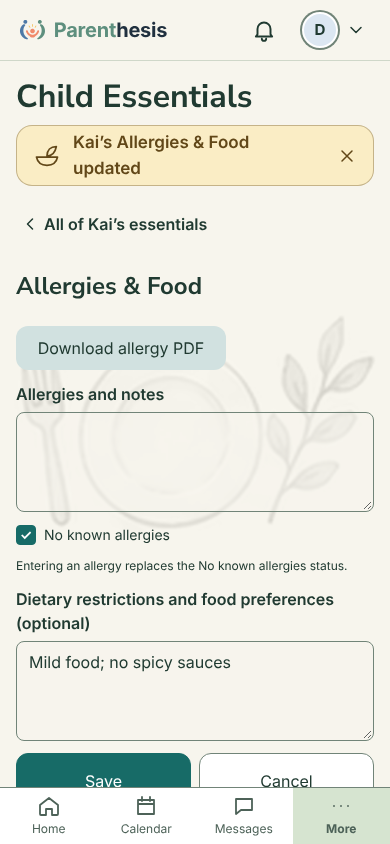 Parenthesis
D
Child Essentials
Kai’s Allergies & Food
updated
All of Kai’s essentials
Allergies & Food
Download allergy PDF
Allergies and notes
No known allergies
Entering an allergy replaces the No known allergies status.
Dietary restrictions and food preferences
(optional)
Mild food; no spicy sauces
Save Cancel
Home Calendar Messages More